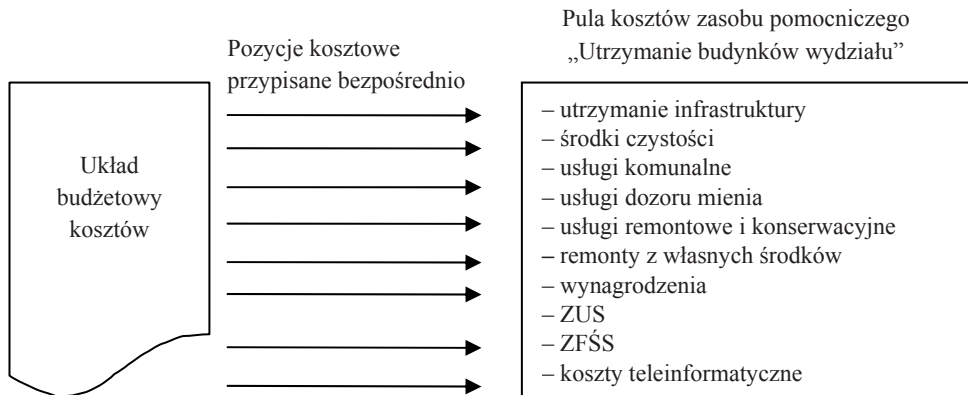 Pula kosztów zasobu pomocniczego
„Utrzymanie budynków wydziału”
Pozycje kosztowe
przypisane bezpośrednio
Układ
budżetowy
kosztów
– utrzymanie infrastruktury
– środki czystości
– usługi komunalne
– usługi dozoru mienia
– usługi remontowe i konserwacyjne
– remonty z własnych środków
– wynagrodzenia
– ZUS
– ZFŚS
– koszty teleinformatyczne